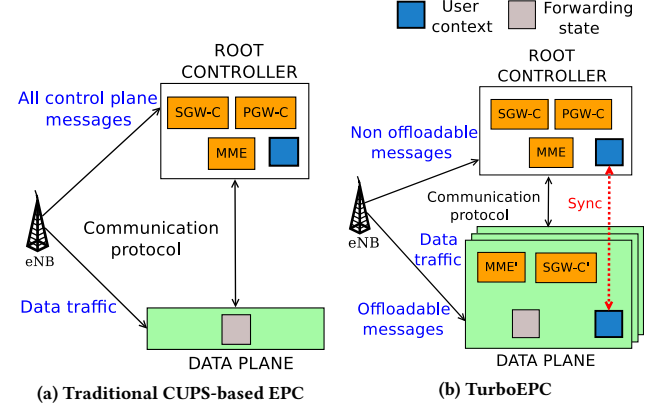 User
context
Forwarding
state
ROOT
CONTROLLER
All control plane
messages
SGW-C
PGW-C
MME
eNB
Communication
protocol
Data traffic
DATA PLANE
(a) Traditional CUPS-based EPC
ROOT
CONTROLLER
SGW-C
PGW-C
Non offloadable
messages
MME
Communication
protocol
Sync
eNB
Data
traffic
MME'
SGW-C'
Offloadable
messages
DATA PLANE
(b) TurboEPC